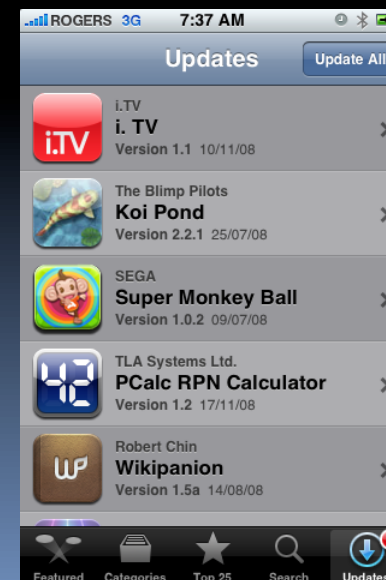 ROGERS 3G 7:37 AM
Updates Update All
i.TV
i.TV
i. TV
Version 1.1 10/11/08
The Blimp Pilots
Koi Pond
Version 2.2.1 25/07/08
SEGA
Super Monkey Ball
Version 1.0.2 09/07/08
42
TLA Systems Ltd.
PCalc RPN Calculator
Version 1.2 17/11/08
WP
Robert Chin
Wikipanion
Version 1.5a 14/08/08
Featured Categories Top 25 Search Updates